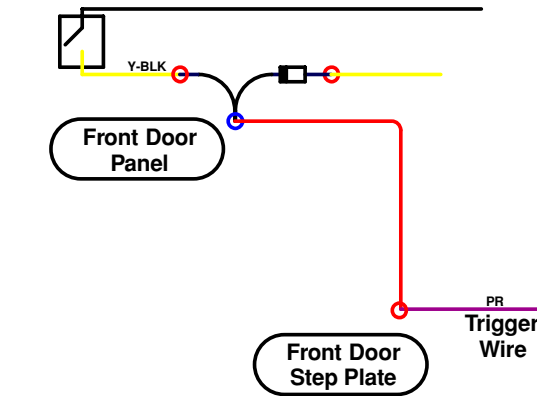 Y-BLK
Front Door
Panel
PR
Trigger
Wire
Front Door
Step Plate